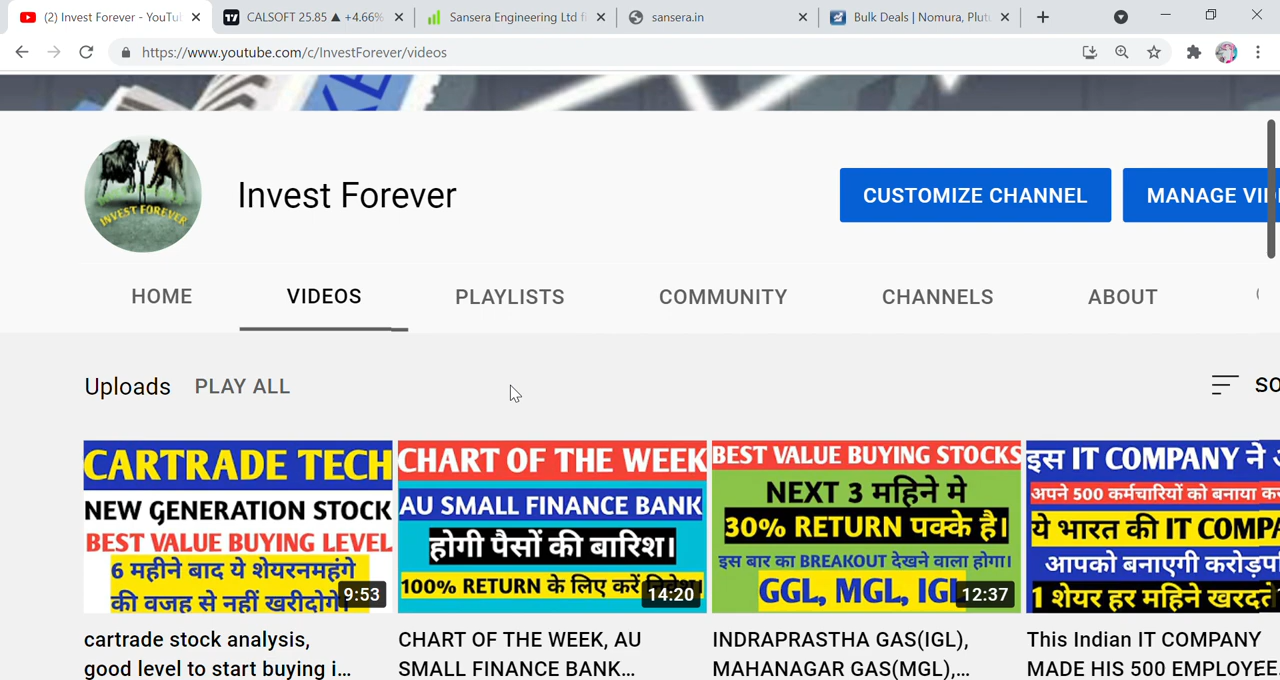 (2) Invest Forever - YouTu
CALSOFT 25.85 ▲ +4.66%
Sansera Engineering Ltd fi
sansera.in
Bulk Deals | Nomura, Plut
https://www.youtube.com/c/InvestForever/videos
INVEST FOREVER
Invest Forever
CUSTOMIZE CHANNEL
MANAGE VID
HOME
VIDEOS
PLAYLISTS
COMMUNITY
CHANNELS
ABOUT
Uploads
PLAY ALL
SO
CARTRADE TECH
NEW GENERATION STOCK
BEST VALUE BUYING LEVEL
6 महीने बाद ये शेयरनमहंगे
की वजह से नहीं खरीदोगे
9:53
cartrade stock analysis,
good level to start buying i...
CHART OF THE WEEK
AU SMALL FINANCE BANK
होगी पैसों की बारिश।
100% RETURN के लिए करें निवेश।
14:20
CHART OF THE WEEK, AU
SMALL FINANCE BANK...
BEST VALUE BUYING STOCKS
NEXT 3 महिने मे
30% RETURN पक्के है।
इस बार का BREAKOUT देखने वाला होगा।
GGL, MGL, IGL
12:37
INDRAPRASTHA GAS(IGL),
MAHANAGAR GAS(MGL),...
इस IT COMPANY ने
अपने 500 कर्मचारियों को बनाया
ये भारत की IT COMP
आपको बनाएगी करोड़प
1 शेयर हर महिने खरदते
This Indian IT COMPANY
MADE HIS 500 EMPLOYEE